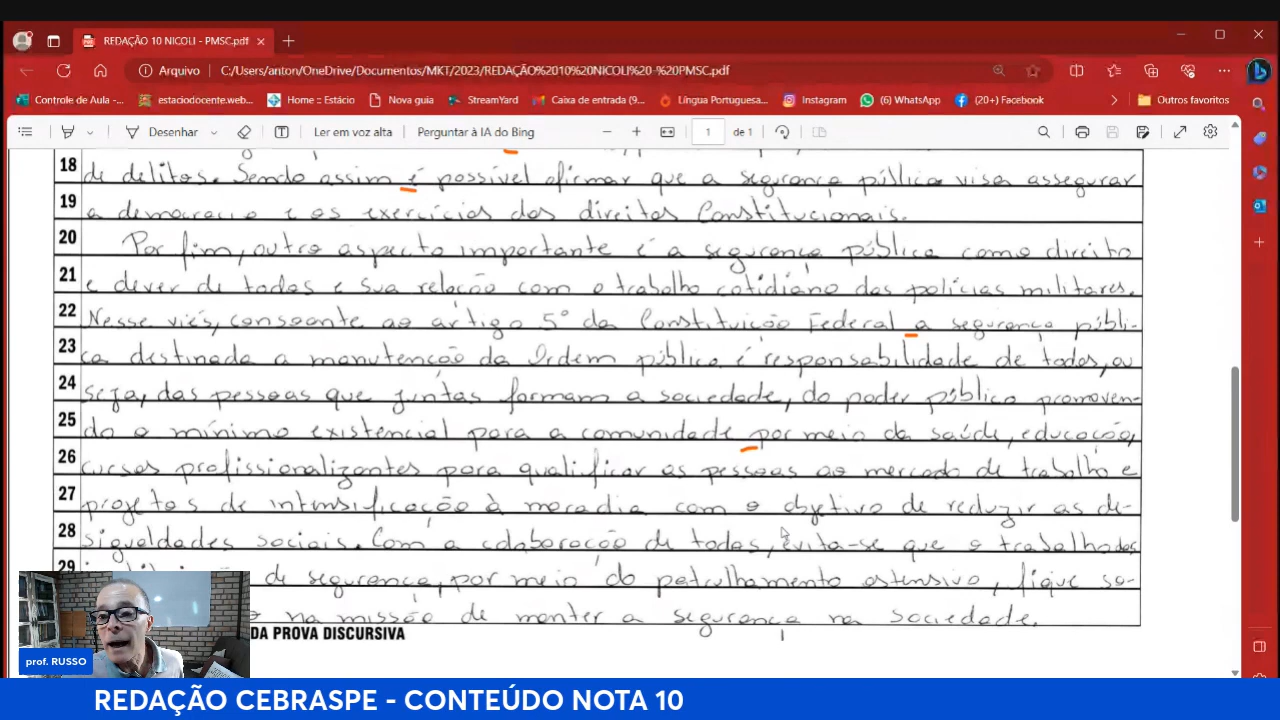 REDAÇÃO 10 NICOLI - PMSC.pdf
Arquivo C:/Users/anton/OneDrive/Documentos/MKT/2023/REDAÇÃO%2010%20NICOLI%20-%20PMSC.pdf
Controle de Aula -... estaciodocente.web... Home :: Estácio Nova guia StreamYard Caixa de entrada (9... Língua Portuguesa... Instagram (6) WhatsApp (20+) Facebook Outros favoritos
Desenhar Ler em voz alta Perguntar à IA do Bing 1 de 1
18 de delitos. Sendo assim é possível afirmar que a segurança pública visa assegurar
19 a democracia e os exercícios dos direitos Constitucionais.
20 Por fim, outro aspecto importante é a segurança pública como direito
21 e dever de todos e sua relação com o trabalho cotidiano das polícias militares.
22 Nesse viés, consoante ao artigo 5º da Constituição Federal a segurança públi-
23 ca destinada a manutenção da Ordem pública é responsabilidade de todos, ou
24 seja, das pessoas que juntas formam a sociedade, do poder público promoven-
25 do o mínimo existencial para a comunidade por meio da saúde, educação,
26 cursos profissionalizantes para qualificar as pessoas ao mercado de trabalho e
27 projetos de intensificação à moradia com o objetivo de reduzir as de-
28 sigualdades sociais. Com a colaboração de todos, evita-se que o trabalho das
29 de segurança, por meio do patrulhamento ostensivo, fique so-
na missão de manter a segurança na sociedade.
DA PROVA DISCURSIVA
prof. RUSSO
REDAÇÃO CEBRASPE - CONTEÚDO NOTA 10